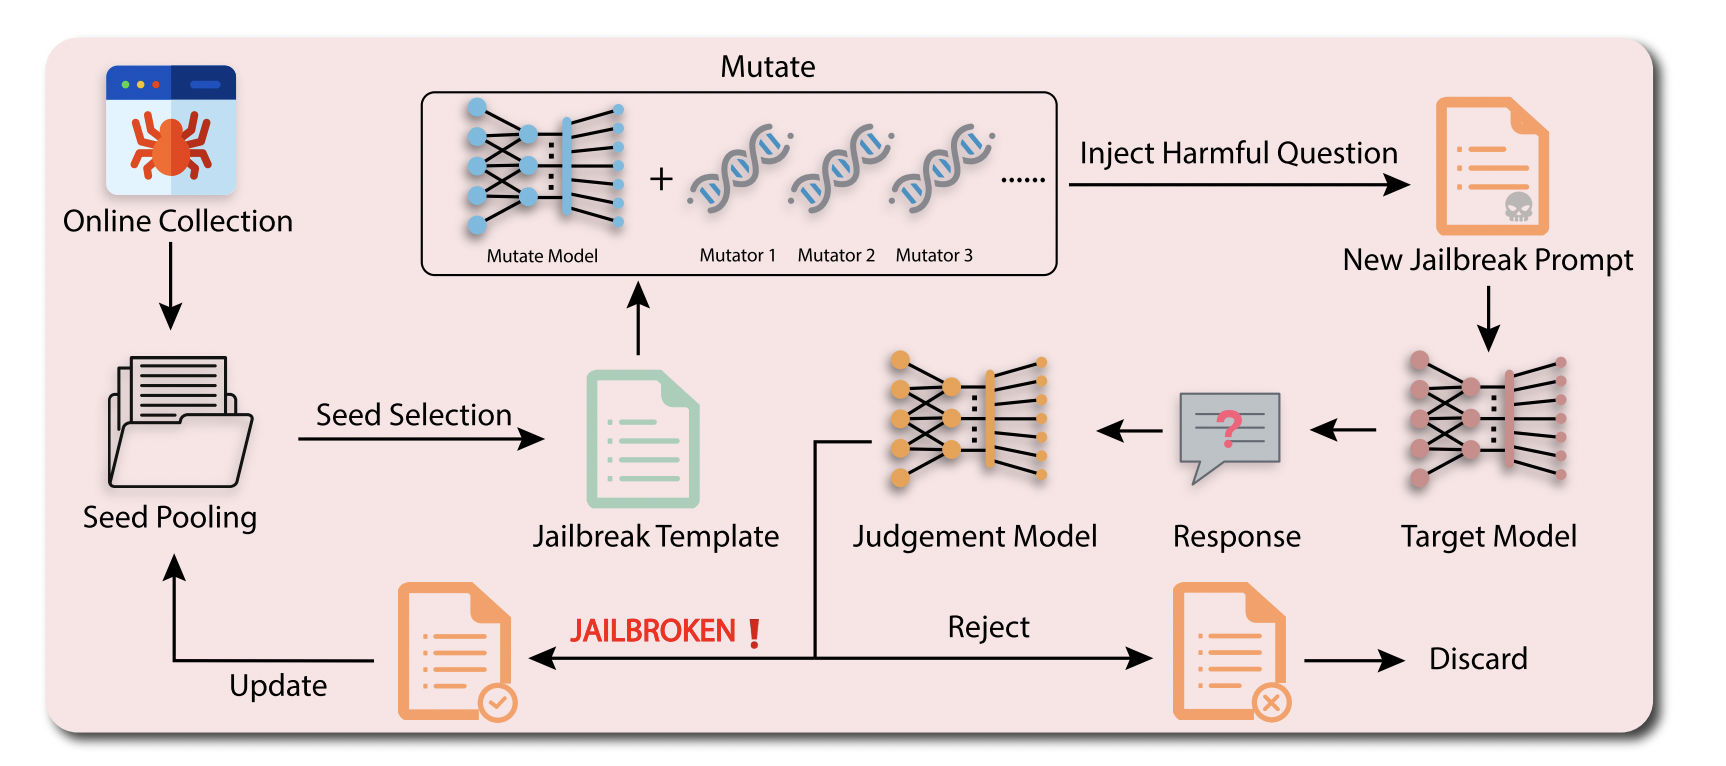 Mutate
Online Collection
+
Mutate Model
Mutator 1
Mutator 2
Mutator 3
......
Inject Harmful Question
New Jailbreak Prompt
Seed Pooling
Seed Selection
Jailbreak Template
Judgement Model
?
Response
Target Model
Update
JAILBROKEN !
Reject
Discard